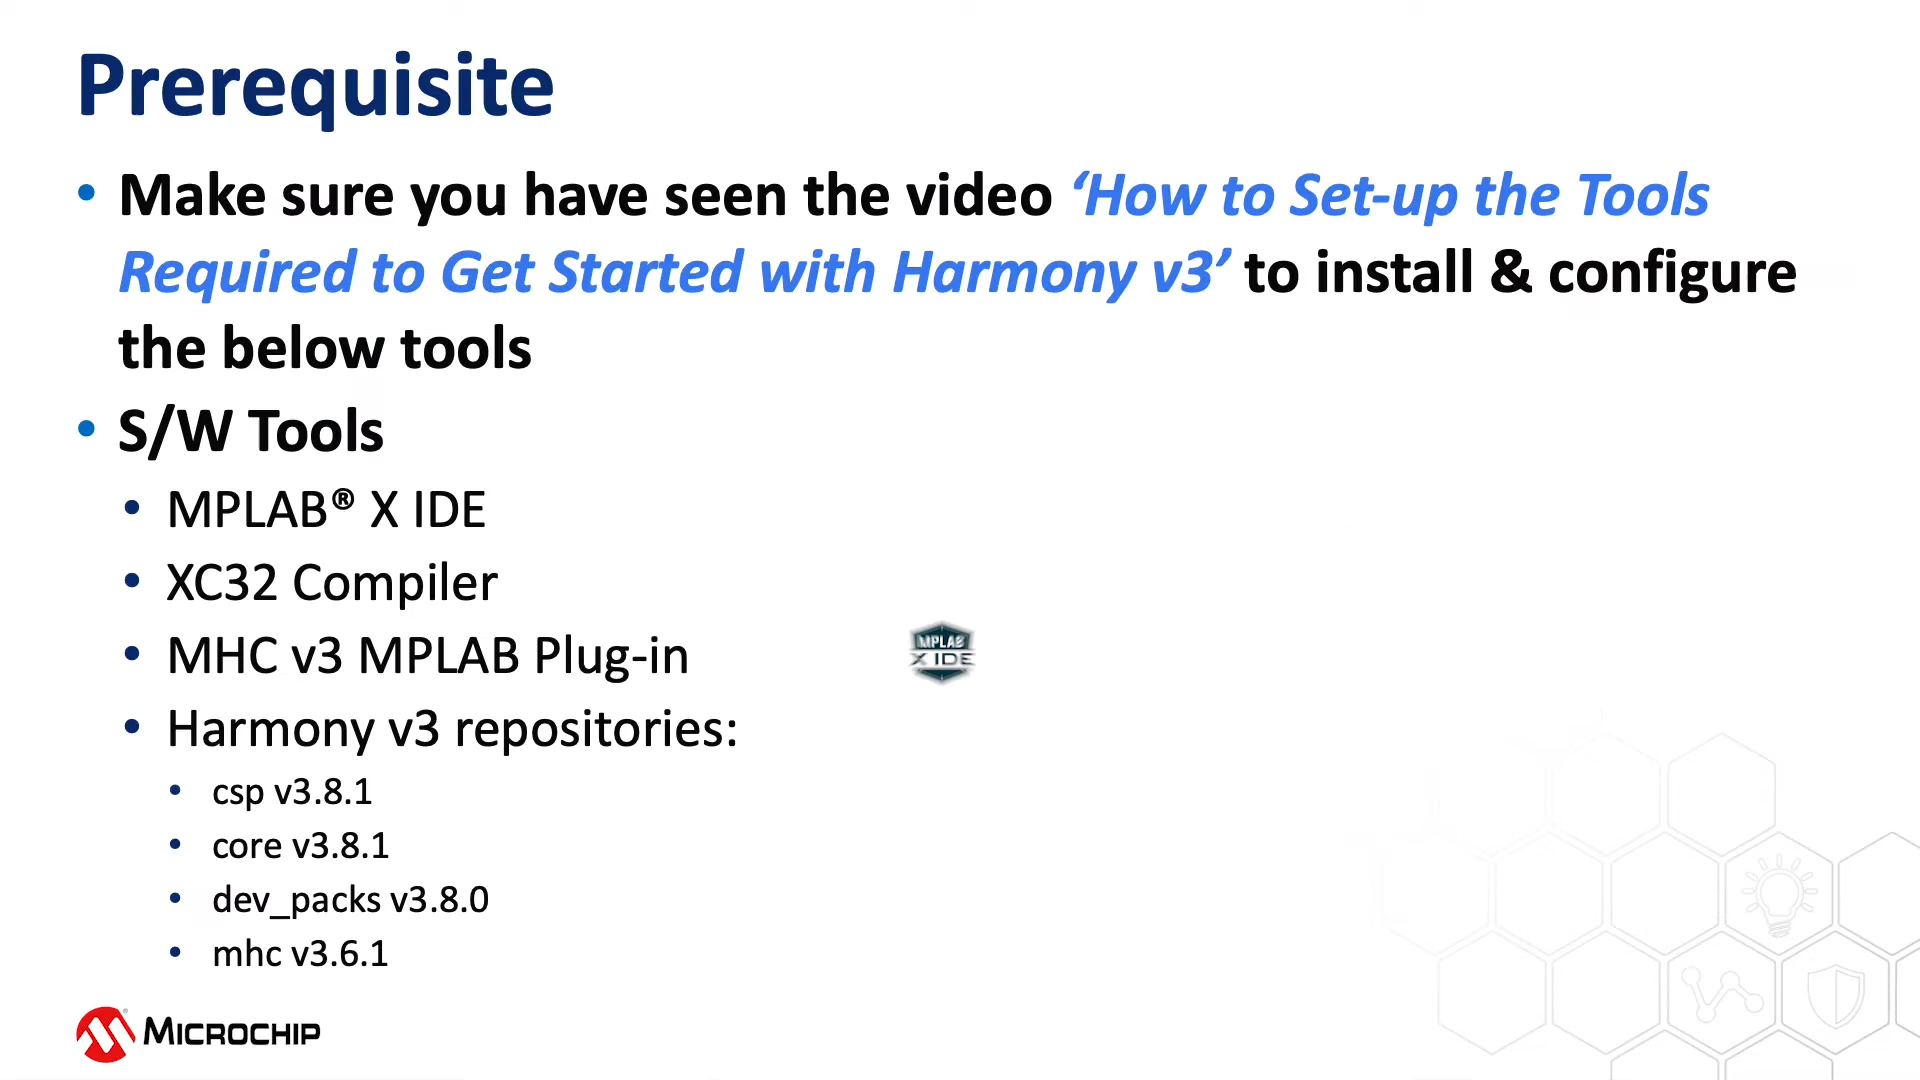 Prerequisite
• Make sure you have seen the video ‘How to Set-up the Tools
Required to Get Started with Harmony v3’ to install & configure
the below tools
• S/W Tools
• MPLAB® X IDE
• XC32 Compiler
• MHC v3 MPLAB Plug-in
MPLAB
X IDE
• Harmony v3 repositories:
• csp v3.8.1
• core v3.8.1
• dev_packs v3.8.0
• mhc v3.6.1
MICROCHIP